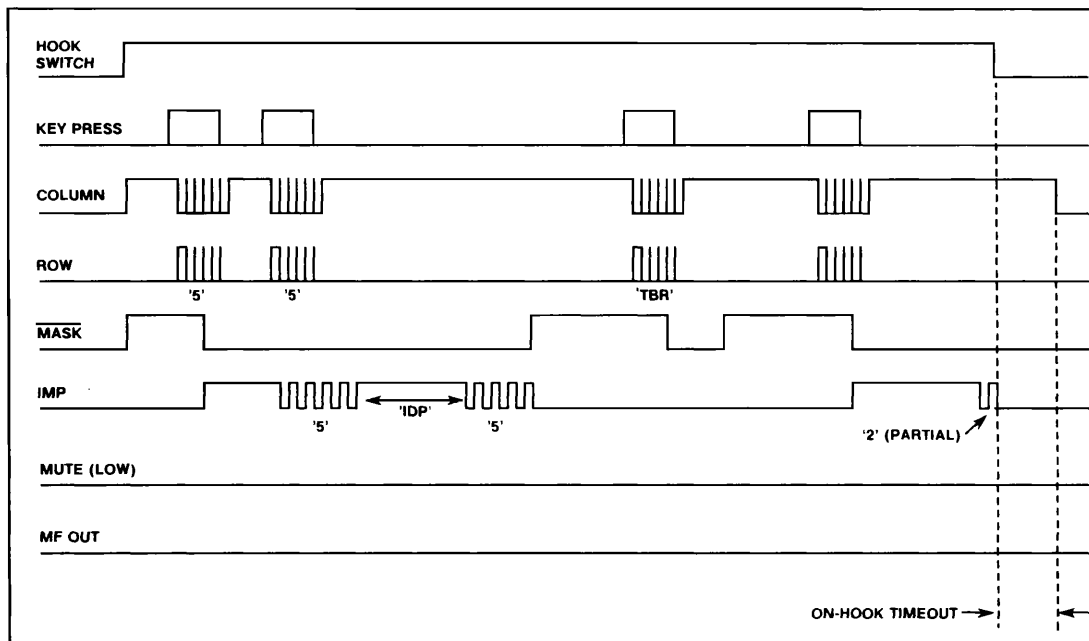 HOOK
SWITCH
KEY PRESS
COLUMN
ROW
'5' '5' 'TBR'
MASK
IMP
'5' 'IDP' '5' '2' (PARTIAL)
MUTE (LOW)
MF OUT
ON-HOOK TIMEOUT